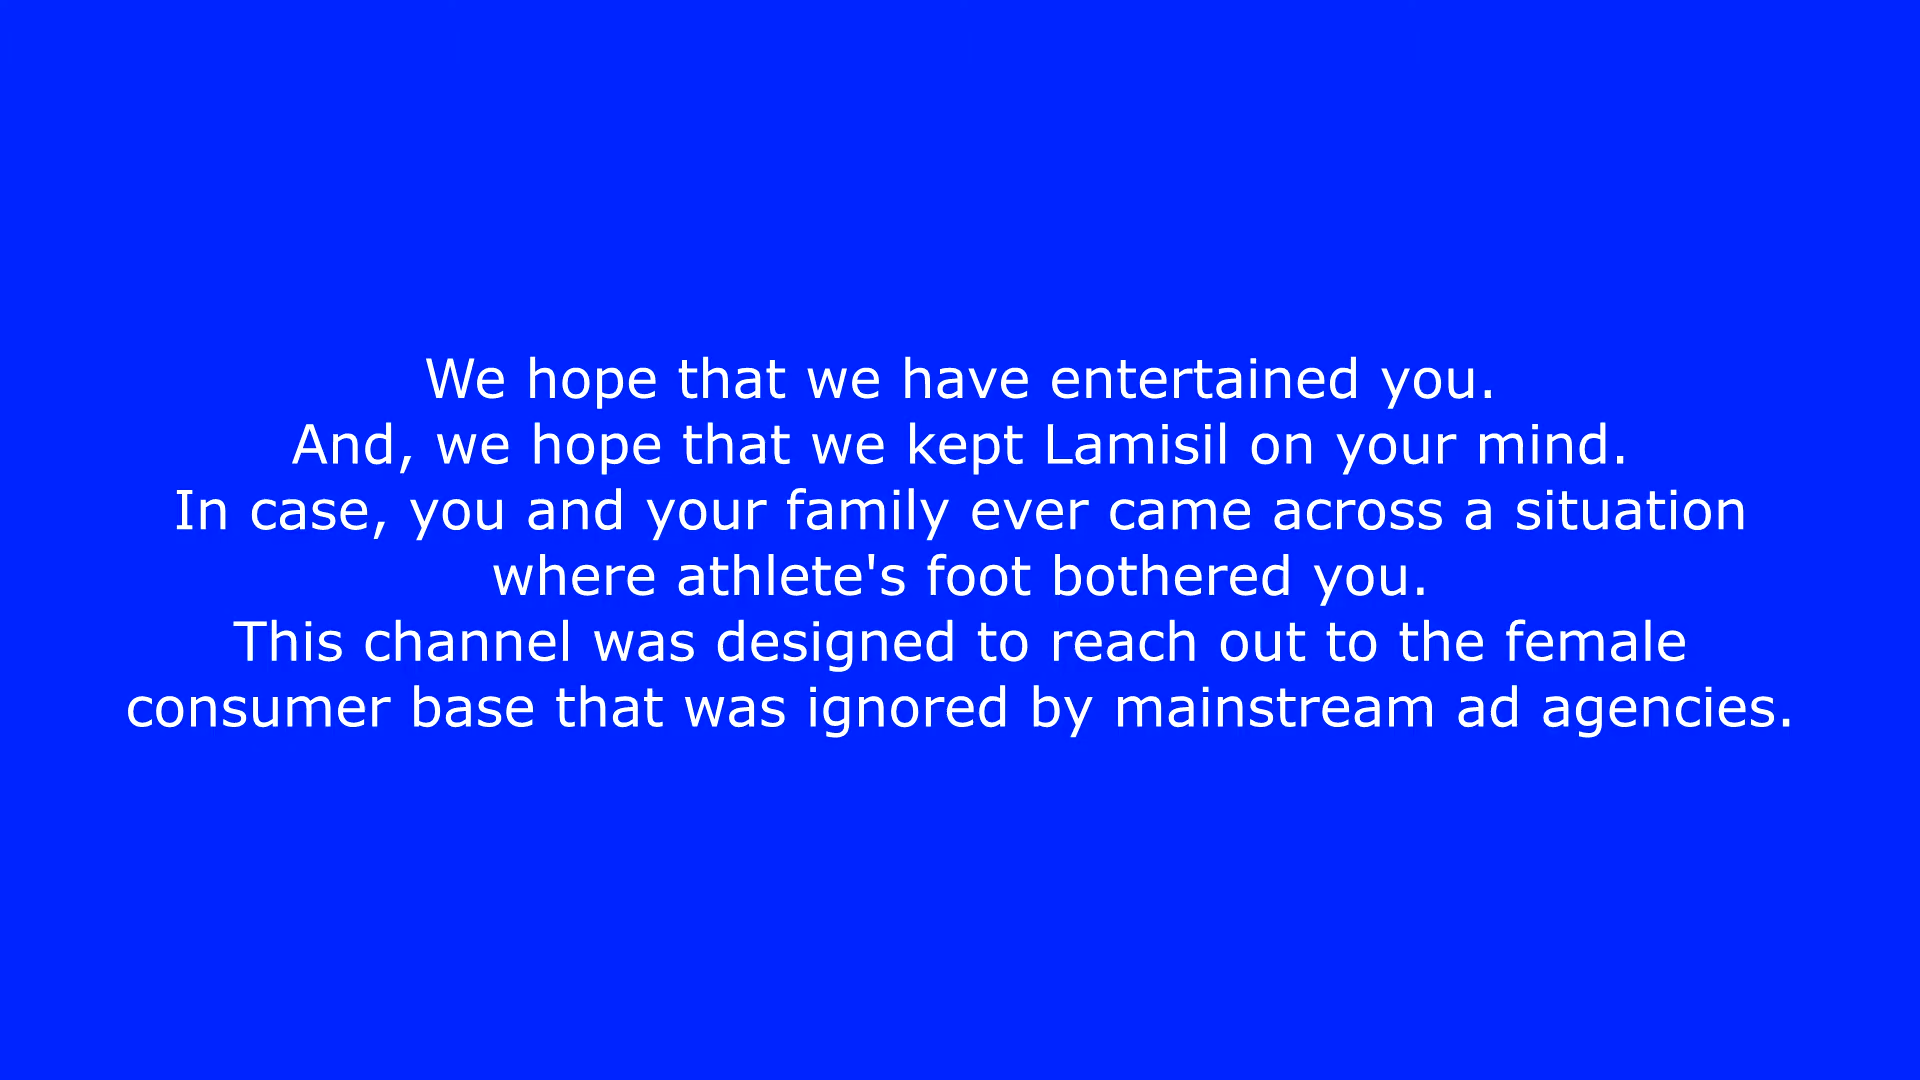 We hope that we have entertained you.
And, we hope that we kept Lamisil on your mind.
In case, you and your family ever came across a situation
where athlete's foot bothered you.
This channel was designed to reach out to the female
consumer base that was ignored by mainstream ad agencies.